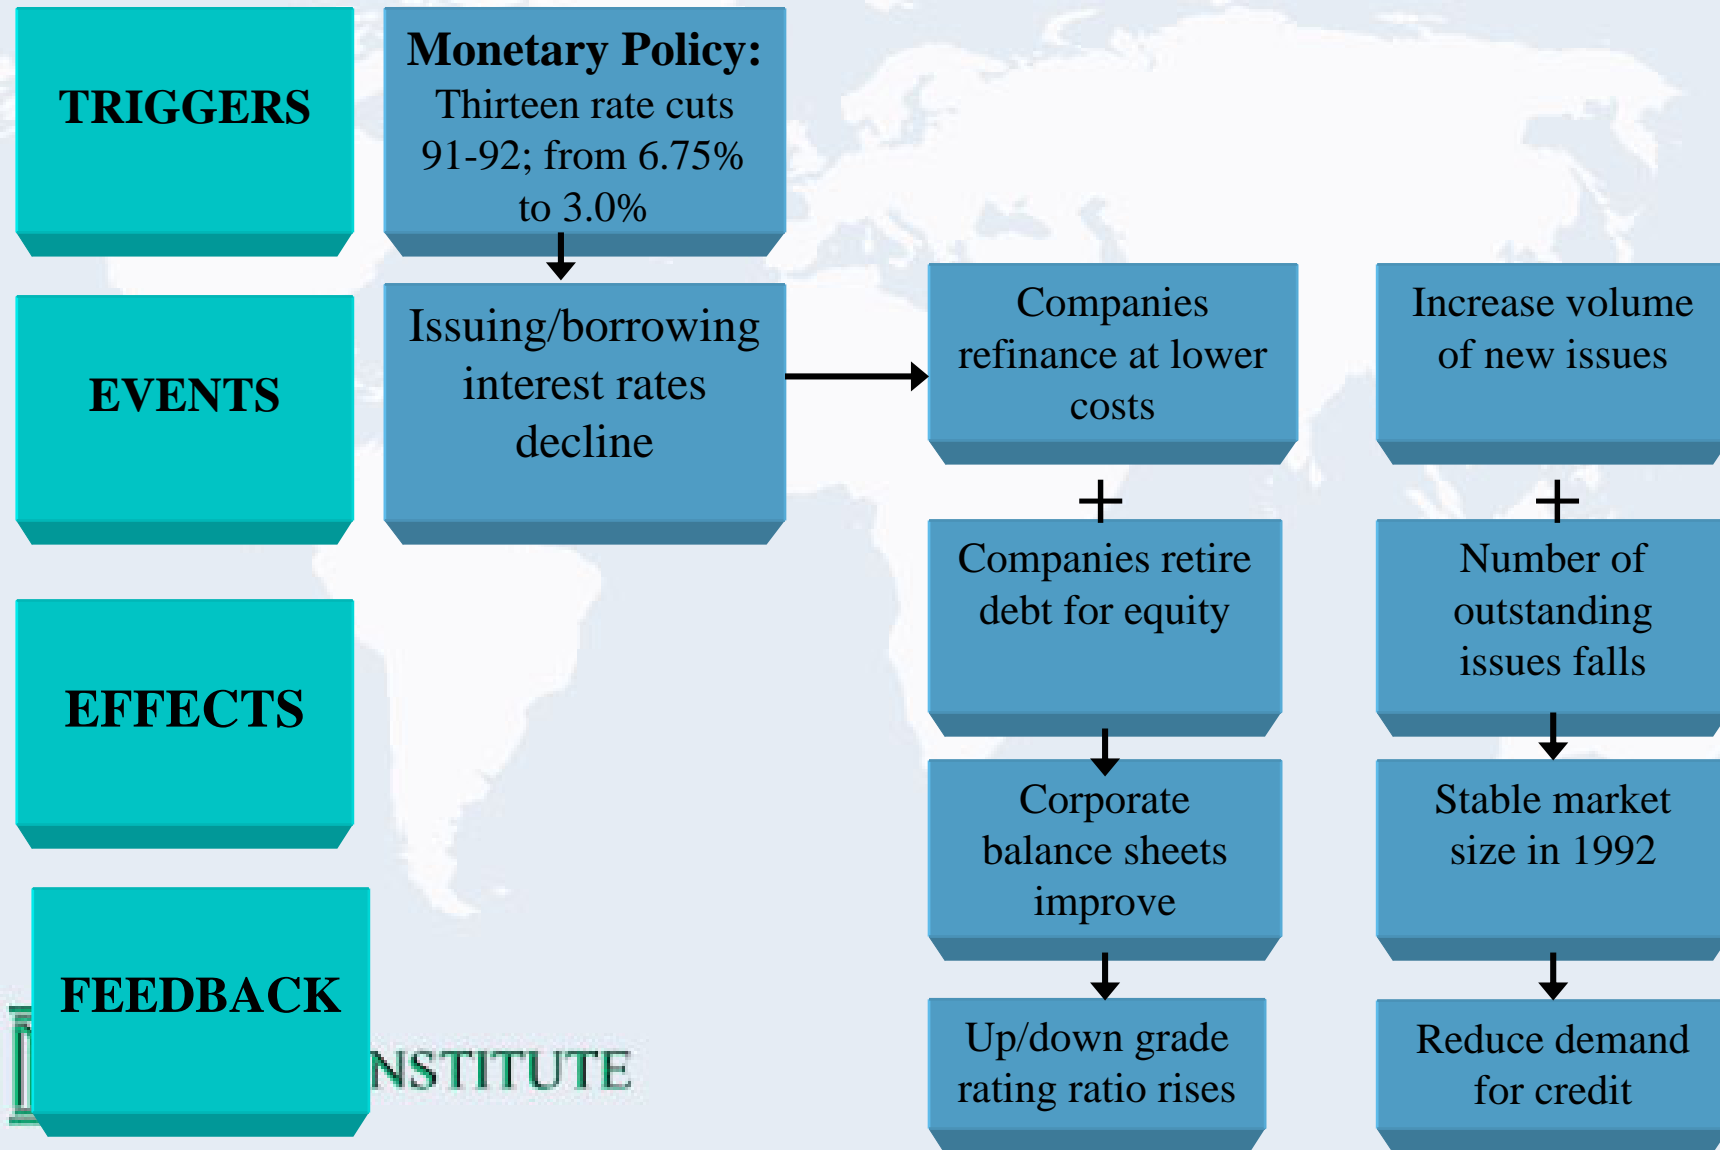 TRIGGERS
Monetary Policy:
Thirteen rate cuts
91-92; from 6.75%
to 3.0%
EVENTS
Issuing/borrowing
interest rates
decline
Companies
refinance at lower
costs
Increase volume
of new issues
+
+
Companies retire
debt for equity
Number of
outstanding
issues falls
EFFECTS
Corporate
balance sheets
improve
Stable market
size in 1992
FEEDBACK
Up/down grade
rating ratio rises
Reduce demand
for credit
NSTITUTE